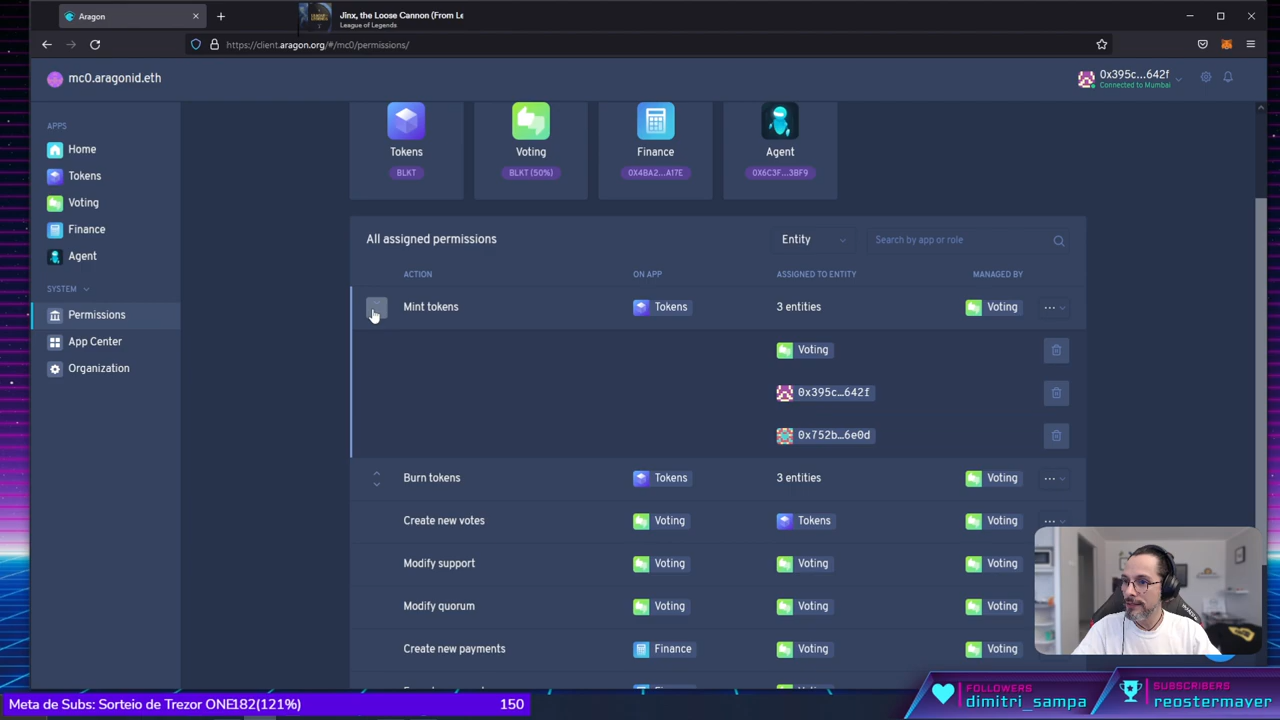 Aragon
Jinx, the Loose Cannon (From Le
League of Legends
https://client.aragon.org/#/mc0/permissions/
mc0.aragonid.eth
0x395c…642f
Connected to Mumbai
APPS
Home
Tokens
Voting
Finance
Agent
SYSTEM
Permissions
App Center
Organization
Tokens
Voting
Finance
Agent
BLKT
BLKT (50%)
0X4BA2...A17E
0X6C3F...3BF9
All assigned permissions
Entity
Search by app or role
ACTION
ON APP
ASSIGNED TO ENTITY
MANAGED BY
Mint tokens
Tokens
3 entities
Voting
Voting
0x395c…642f
0x752b…6e0d
Burn tokens
Tokens
3 entities
Voting
Create new votes
Voting
Tokens
Voting
Modify support
Voting
Voting
Voting
Modify quorum
Voting
Voting
Voting
Create new payments
Finance
Voting
Voting
Meta de Subs: Sorteio de Trezor ONE182(121%)
150
FOLLOWERS
dimitri_sampa
SUBSCRIBERS
reostermayer